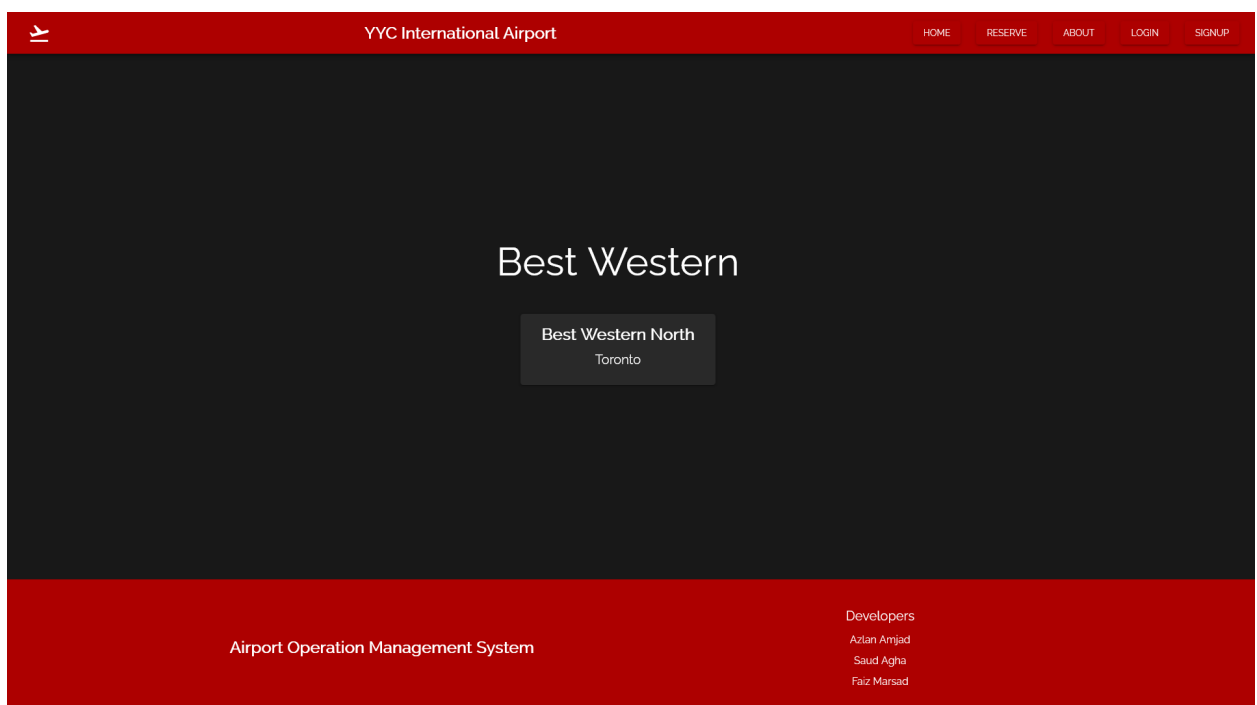 YYC International Airport
HOME RESERVE ABOUT LOGIN SIGNUP
Best Western
Best Western North
Toronto
Airport Operation Management System
Developers
Azlan Amjad
Saud Agha
Faiz Marsad